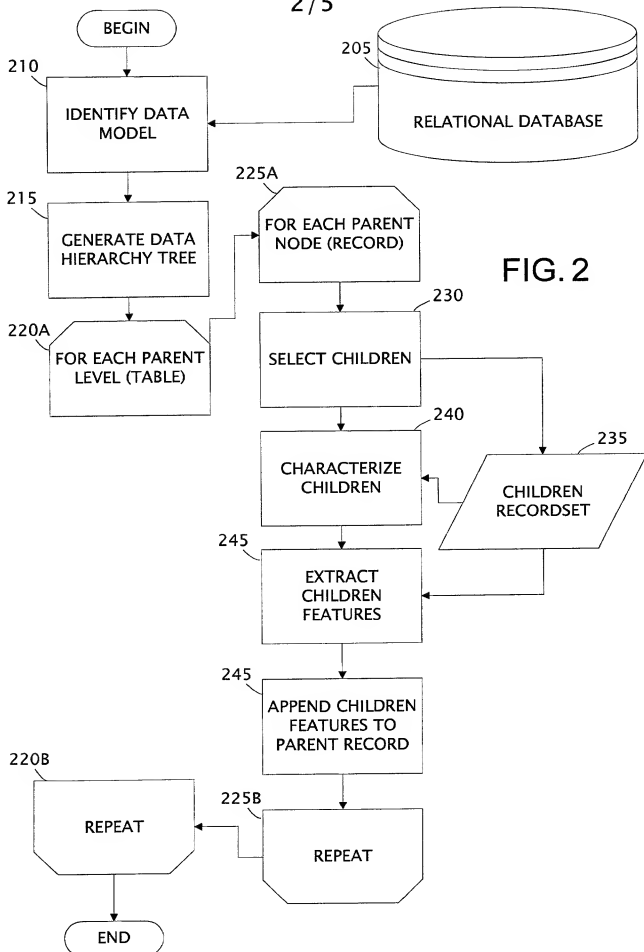 2/5
BEGIN
205
210
IDENTIFY DATA
MODEL
RELATIONAL DATABASE
225A
215
FOR EACH PARENT
NODE (RECORD)
GENERATE DATA
HIERARCHY TREE
FIG. 2
230
220A
FOR EACH PARENT
LEVEL (TABLE)
SELECT CHILDREN
240
235
CHARACTERIZE
CHILDREN
CHILDREN
RECORDSET
245
EXTRACT
CHILDREN
FEATURES
245
APPEND CHILDREN
FEATURES TO
PARENT RECORD
220B
225B
REPEAT
REPEAT
END